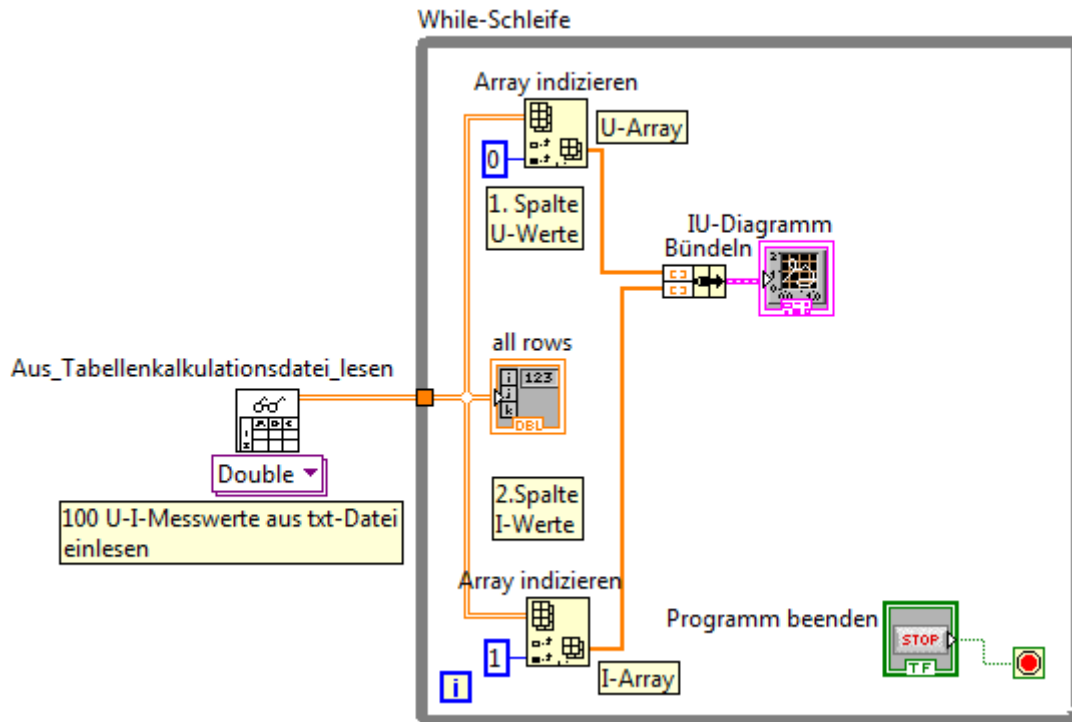 While-Schleife
Array indizieren
U-Array
0
1. Spalte
U-Werte
IU-Diagramm
Bündeln
all rows
123
DBL
Aus_Tabellenkalkulationsdatei_lesen
Double
100 U-I-Messwerte aus txt-Datei
einlesen
2.Spalte
I-Werte
Array indizieren
1
I-Array
i
Programm beenden
STOP
TF